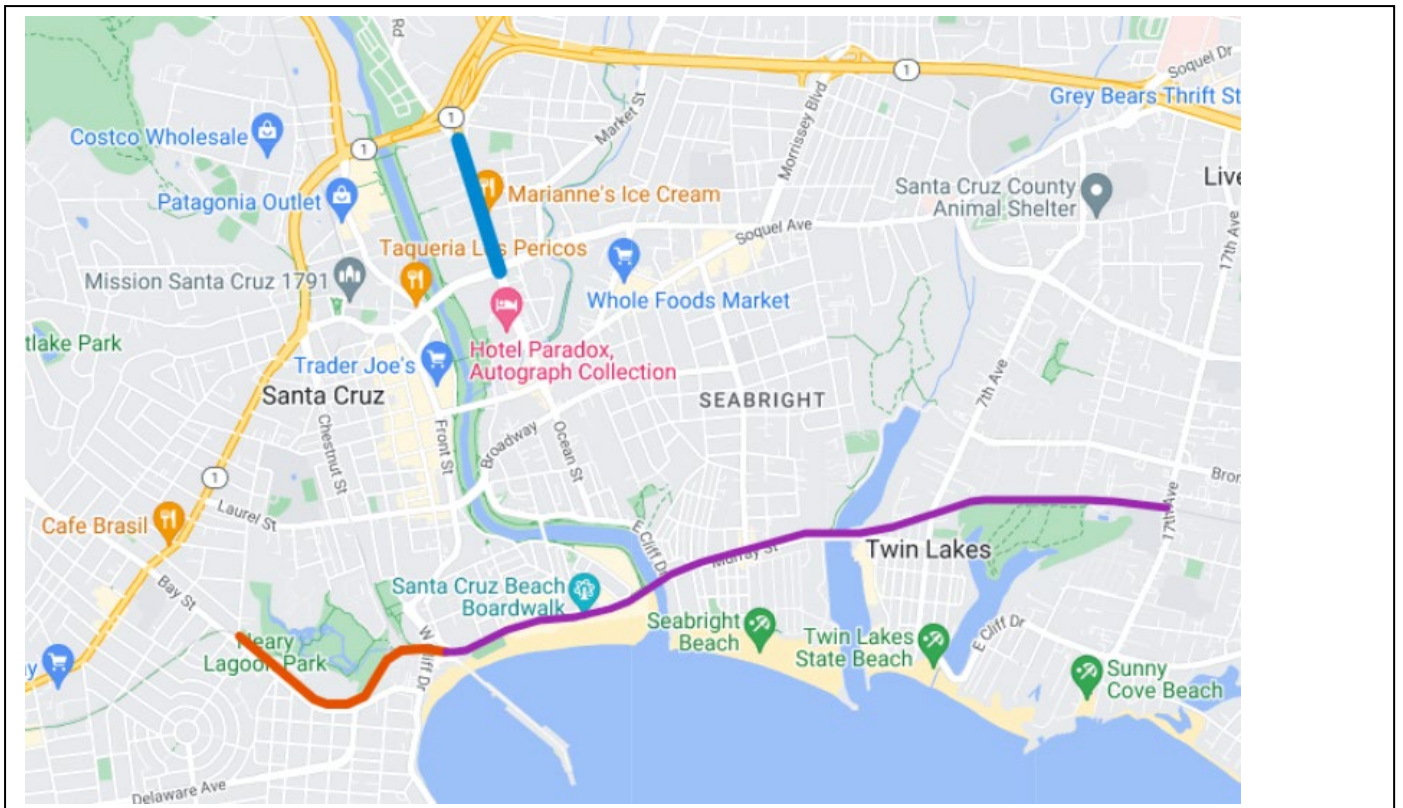 Rd
1
Soquel Dr
1
Grey Bears Thrift St
Costco Wholesale
1
Market St
Morrissey Blvd
Marianne's Ice Cream
Santa Cruz County
Animal Shelter
Live
Patagonia Outlet
Soquel Ave
17th Ave
Taqueria Los Pericos
Mission Santa Cruz 1791
Whole Foods Market
tlake Park
Hotel Paradox,
Autograph Collection
Trader Joe's
Santa Cruz
SEABRIGHT
7th Ave
Chestnut St
Front St
Broadway
Ocean St
1
Bron
Laurel St
17th Ave
Cafe Brasil
E Cliff Dr
Murray St
Twin Lakes
Bay St
Santa Cruz Beach
Boardwalk
Neary
Lagoon Park
W Cliff Dr
Seabright
Beach
Twin Lakes
State Beach
E Cliff Dr
ay
Sunny
Cove Beach
Delaware Ave